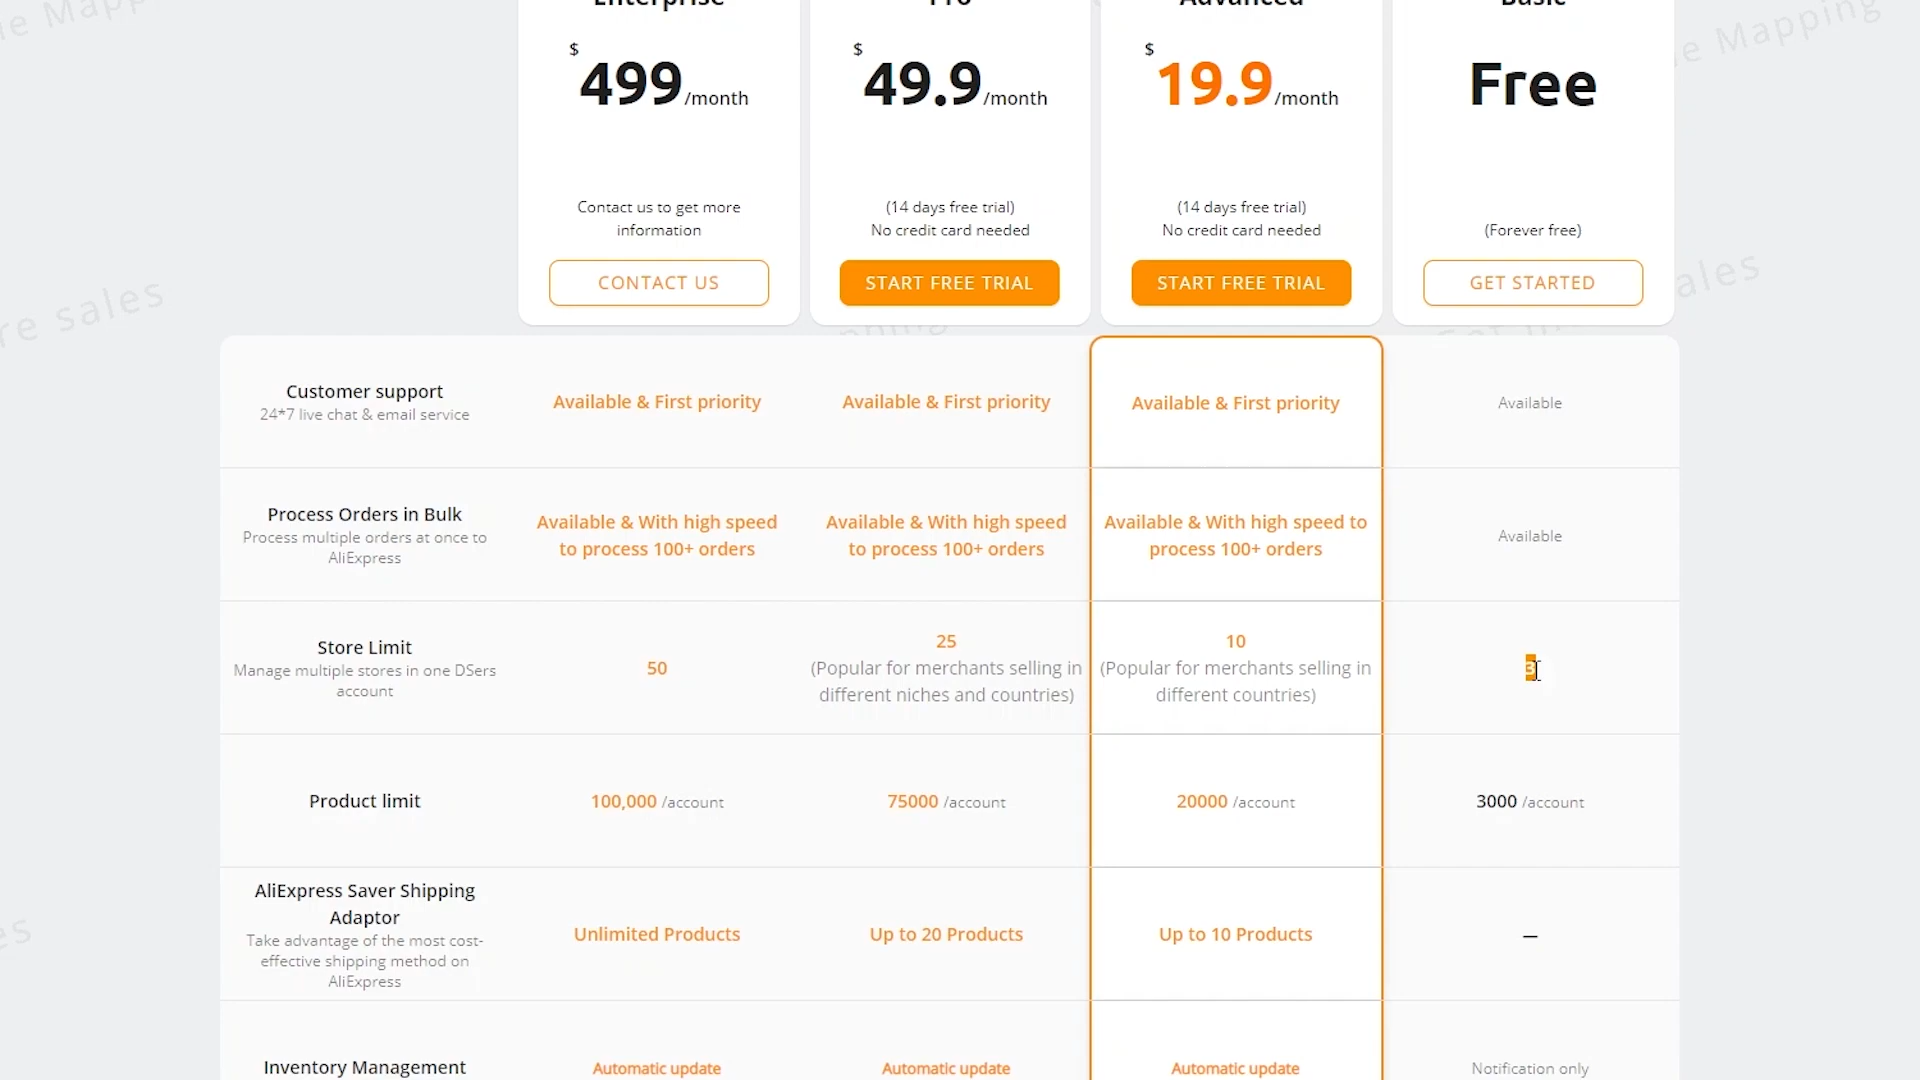 Enterprise
Pro
Advanced
Basic
$
499/month
$
49.9/month
$
19.9/month
Free
Contact us to get more
information
(14 days free trial)
No credit card needed
(14 days free trial)
No credit card needed
(Forever free)
CONTACT US
START FREE TRIAL
START FREE TRIAL
GET STARTED
Customer support
24*7 live chat & email service
Available & First priority
Available & First priority
Available & First priority
Available
Process Orders in Bulk
Process multiple orders at once to
AliExpress
Available & With high speed
to process 100+ orders
Available & With high speed
to process 100+ orders
Available & With high speed to
process 100+ orders
Available
Store Limit
Manage multiple stores in one DSers
account
50
25
(Popular for merchants selling in
different niches and countries)
10
(Popular for merchants selling in
different countries)
3
Product limit
100,000 /account
75000 /account
20000 /account
3000 /account
AliExpress Saver Shipping
Adaptor
Take advantage of the most cost-
effective shipping method on
AliExpress
Unlimited Products
Up to 20 Products
Up to 10 Products
—
Inventory Management
Automatic update
Automatic update
Automatic update
Notification only
Mapping
sales
sales